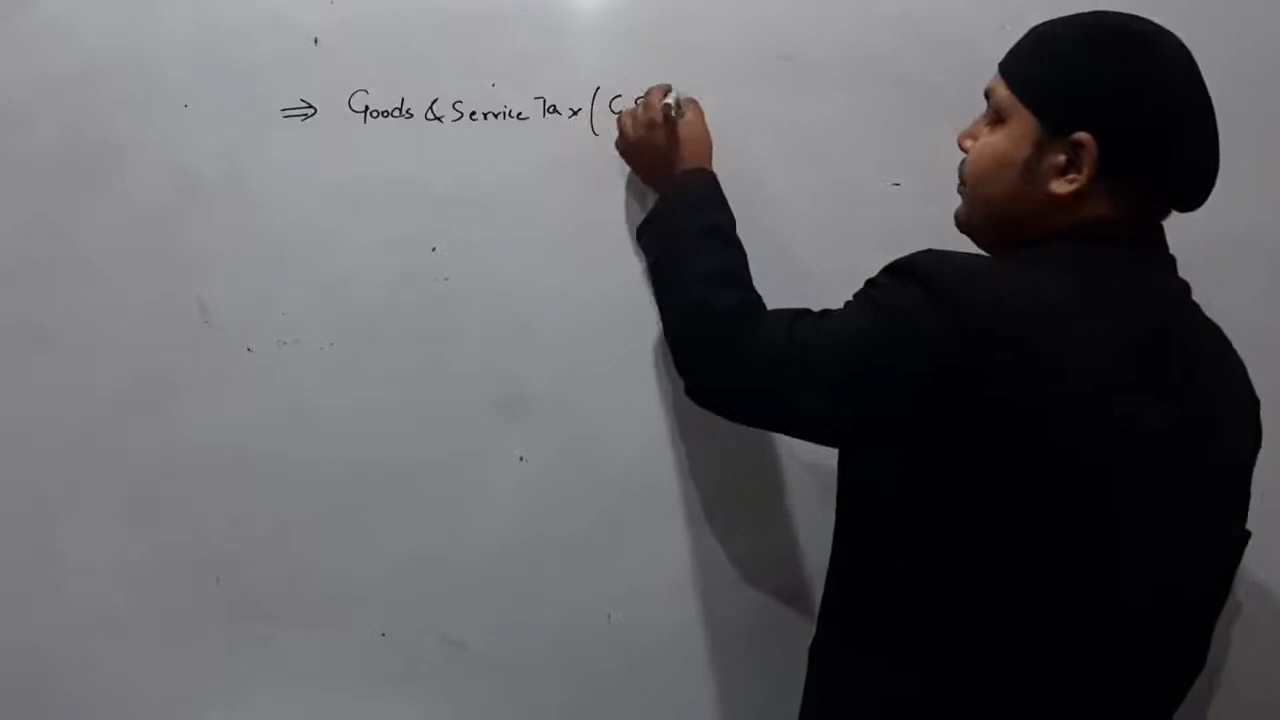 ⇒ Goods & Service Tax (G